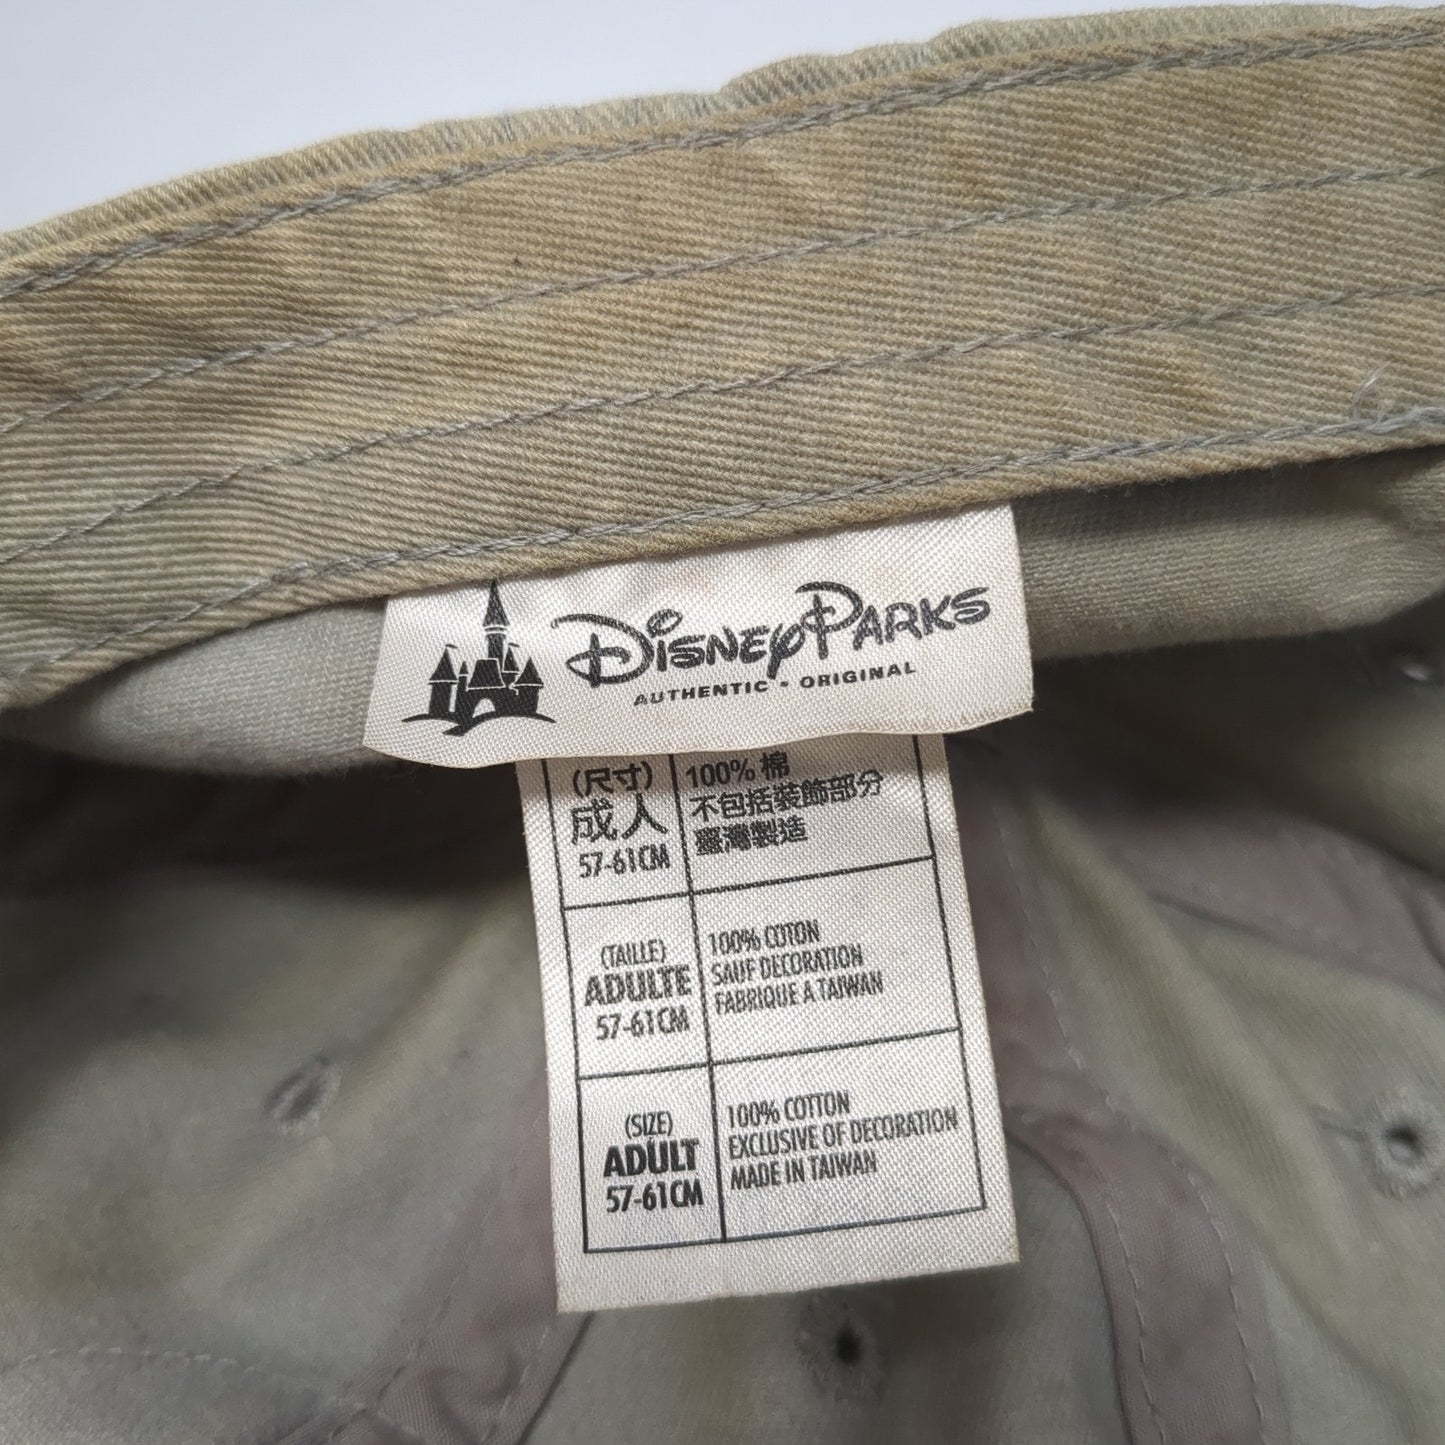 DISNEY PARKS
AUTHENTIC • ORIGINAL
(尺寸)
成人
57-61CM
100% 棉
不包括裝飾部分
臺灣製造
(TAILLE)
ADULTE
57-61CM
100% COTON
SAUF DECORATION
FABRIQUE A TAIWAN
(SIZE)
ADULT
57-61CM
100% COTTON
EXCLUSIVE OF DECORATION
MADE IN TAIWAN